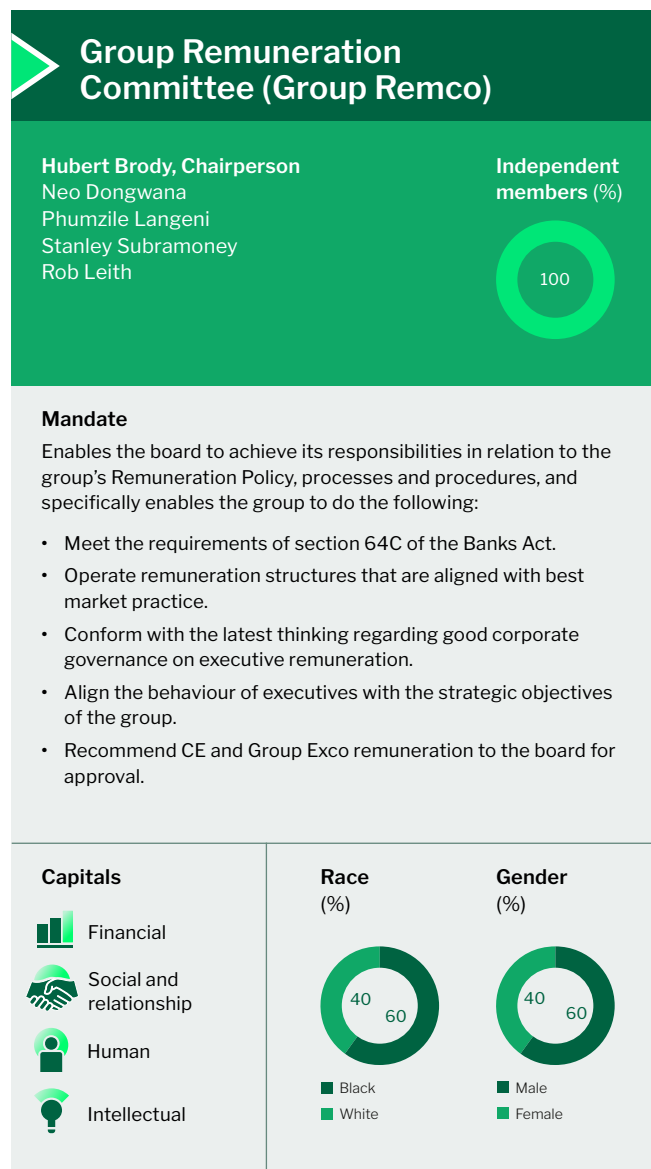 Group Remuneration
Committee (Group Remco)
Hubert Brody, Chairperson
Neo Dongwana
Phumzile Langeni
Stanley Subramoney
Rob Leith
Independent
members (%)
100
Mandate
Enables the board to achieve its responsibilities in relation to the
group’s Remuneration Policy, processes and procedures, and
specifically enables the group to do the following:
• Meet the requirements of section 64C of the Banks Act.
• Operate remuneration structures that are aligned with best
market practice.
• Conform with the latest thinking regarding good corporate
governance on executive remuneration.
• Align the behaviour of executives with the strategic objectives
of the group.
• Recommend CE and Group Exco remuneration to the board for
approval.
Capitals
Financial
Social and
relationship
Human
Intellectual
Race
(%)
40
60
Black
White
Gender
(%)
40
60
Male
Female